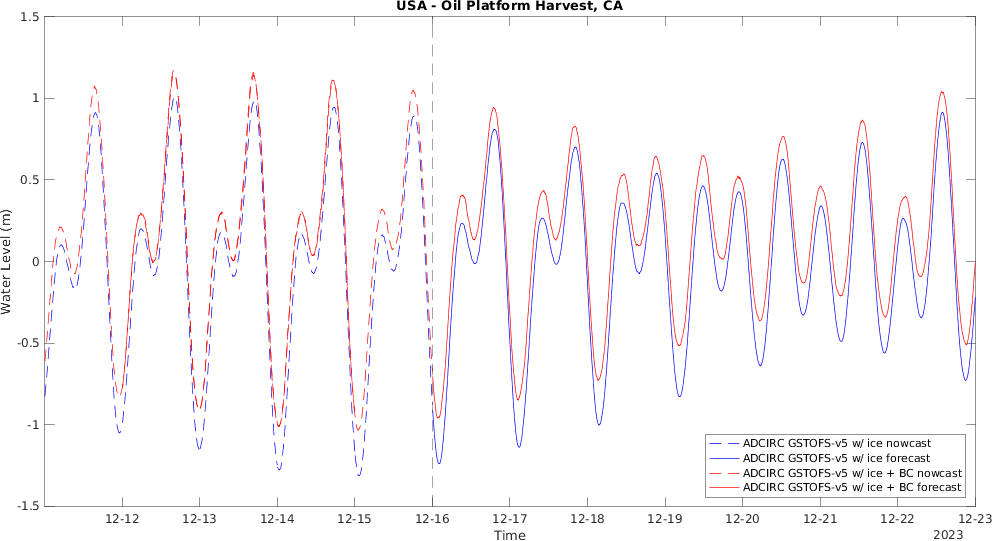 USA - Oil Platform Harvest, CA
1.5
1
0.5
0
-0.5
-1
-1.5
Water Level (m)
ADCIRC GSTOFS-v5 w/ ice nowcast
ADCIRC GSTOFS-v5 w/ ice forecast
ADCIRC GSTOFS-v5 w/ ice + BC nowcast
ADCIRC GSTOFS-v5 w/ ice + BC forecast
12-12 12-13 12-14 12-15 12-16 12-17 12-18 12-19 12-20 12-21 12-22 12-23
Time
2023